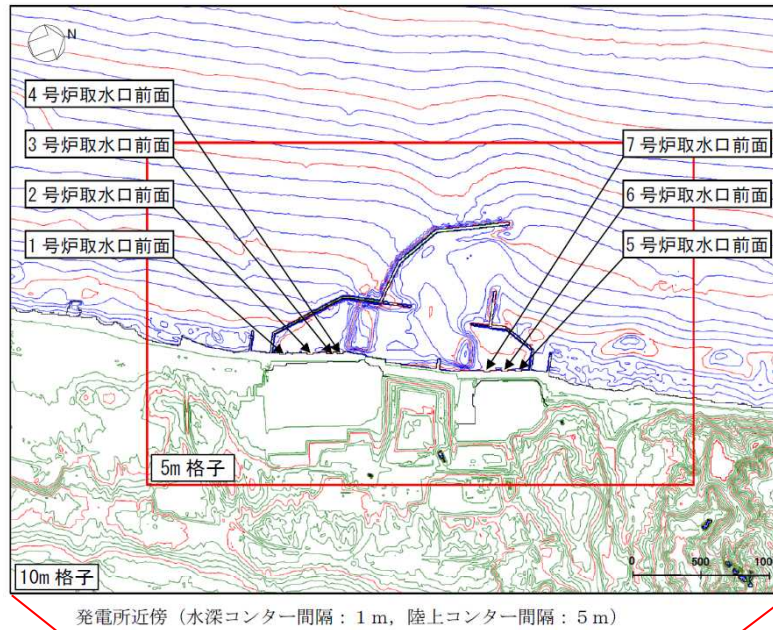 N
4号炉取水口前面
3号炉取水口前面
2号炉取水口前面
1号炉取水口前面
7号炉取水口前面
6号炉取水口前面
5号炉取水口前面
5m 格子
10m 格子
0 500 1000
発電所近傍（水深コンター間隔：1m，陸上コンター間隔：5m）